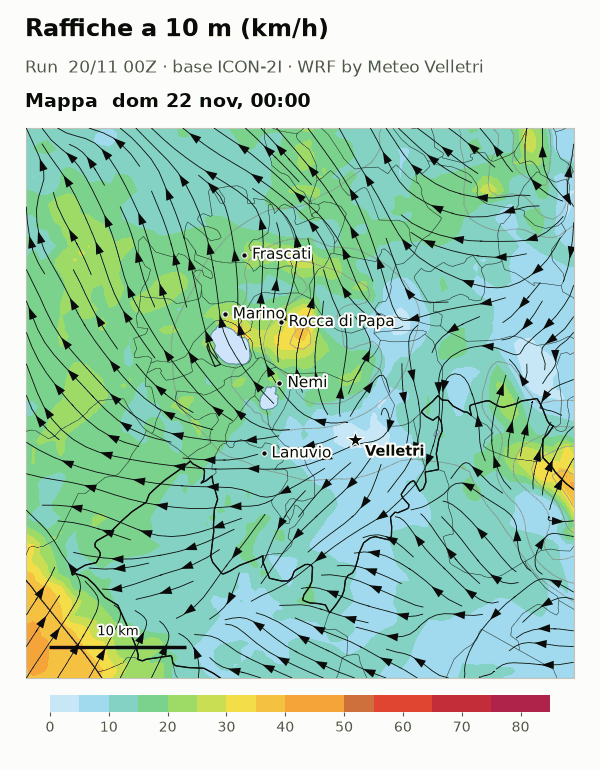 Raffiche a 10 m (km/h)
Run  20/11 00Z · base ICON-2I · WRF by Meteo Velletri
Mappa  dom 22 nov, 00:00
Frascati
Marino
Rocca di Papa
Nemi
Velletri
Lanuvio
10 km
0 10 20 30 40 50 60 70 80